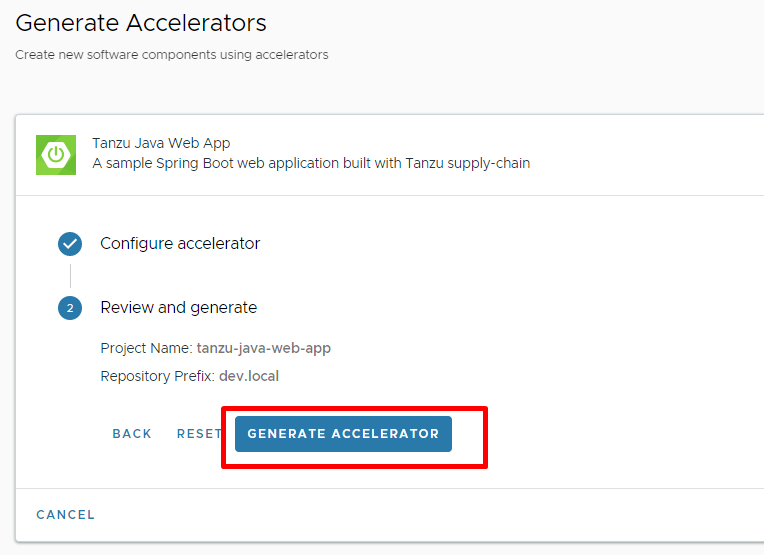 Generate Accelerators
Create new software components using accelerators
Tanzu Java Web App
A sample Spring Boot web application built with Tanzu supply-chain
Configure accelerator
2 Review and generate
Project Name: tanzu-java-web-app
Repository Prefix: dev.local
BACK RESET GENERATE ACCELERATOR
CANCEL